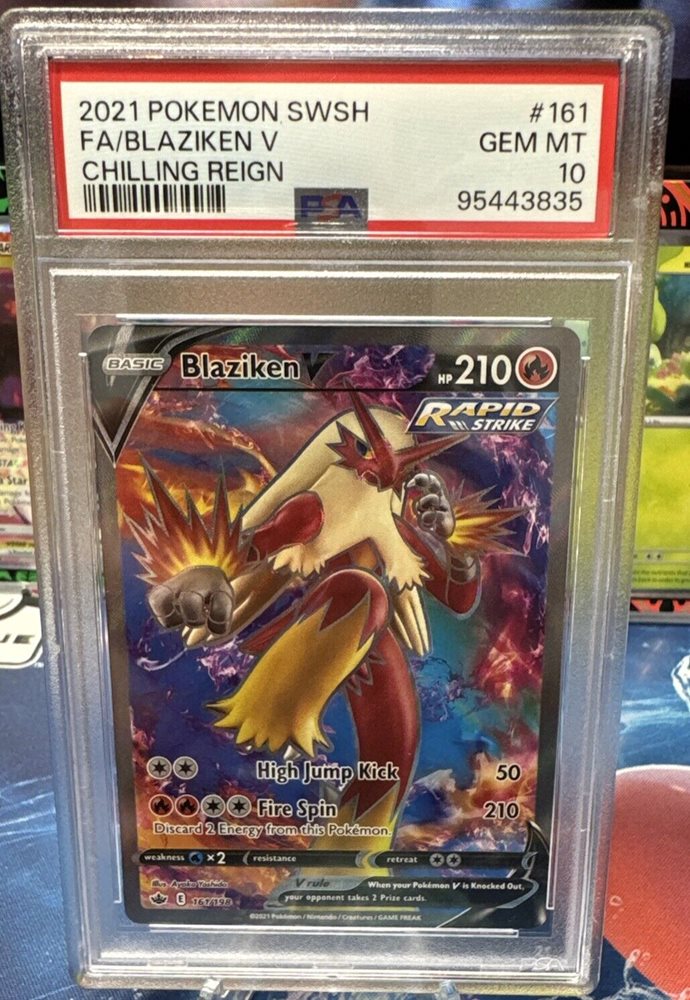 2021 POKEMON SWSH #161
FA/BLAZIKEN V GEM MT
CHILLING REIGN 10
PSA 95443835
BASIC Blaziken V HP 210
RAPID
STRIKE
High Jump Kick 50
Fire Spin 210
Discard 2 Energy from this Pokémon.
weakness ×2 resistance retreat
V rule When your Pokémon V is Knocked Out,
your opponent takes 2 Prize cards.
Illus. Ayaka Yoshida
E 161/198
©2021 Pokémon / Nintendo / Creatures / GAME FREAK
PSA